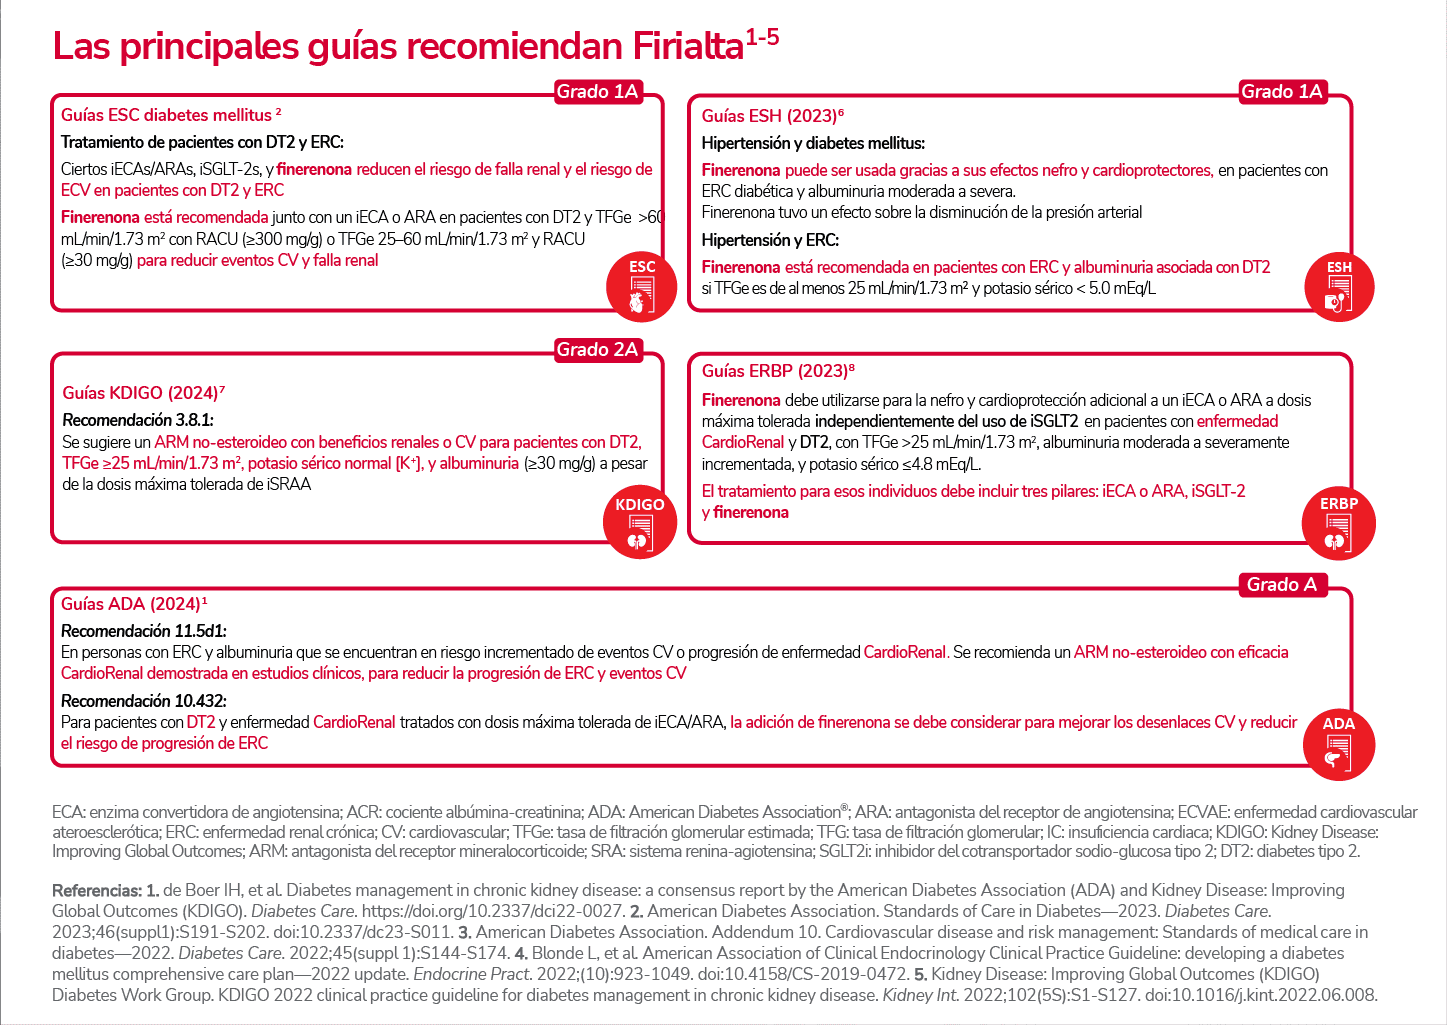 Las principales guías recomiendan Firialta1-5
Grado 1A
Guías ESC diabetes mellitus 2
Tratamiento de pacientes con DT2 y ERC:
Ciertos iECAs/ARAs, iSGLT-2s, y finerenona reducen el riesgo de falla renal y el riesgo de
ECV en pacientes con DT2 y ERC
Finerenona está recomendada junto con un iECA o ARA en pacientes con DT2 y TFGe >60
mL/min/1.73 m2 con RACU (≥300 mg/g) o TFGe 25–60 mL/min/1.73 m2 y RACU
(≥30 mg/g) para reducir eventos CV y falla renal
ESC
Grado 1A
Guías ESH (2023)6
Hipertensión y diabetes mellitus:
Finerenona puede ser usada gracias a sus efectos nefro y cardioprotectores, en pacientes con
ERC diabética y albuminuria moderada a severa.
Finerenona tuvo un efecto sobre la disminución de la presión arterial
Hipertensión y ERC:
Finerenona está recomendada en pacientes con ERC y albuminuria asociada con DT2
si TFGe es de al menos 25 mL/min/1.73 m² y potasio sérico < 5.0 mEq/L
ESH
Grado 2A
Guías KDIGO (2024)7
Recomendación 3.8.1:
Se sugiere un ARM no-esteroideo con beneficios renales o CV para pacientes con DT2,
TFGe ≥25 mL/min/1.73 m2, potasio sérico normal [K+], y albuminuria (≥30 mg/g) a pesar
de la dosis máxima tolerada de iSRAA
KDIGO
Guías ERBP (2023)8
Finerenona debe utilizarse para la nefro y cardioprotección adicional a un iECA o ARA a dosis
máxima tolerada independientemente del uso de iSGLT2 en pacientes con enfermedad
CardioRenal y DT2, con TFGe >25 mL/min/1.73 m2, albuminuria moderada a severamente
incrementada, y potasio sérico ≤4.8 mEq/L.
El tratamiento para esos individuos debe incluir tres pilares: iECA o ARA, iSGLT-2
y finerenona
ERBP
Grado A
Guías ADA (2024)1
Recomendación 11.5d1:
En personas con ERC y albuminuria que se encuentran en riesgo incrementado de eventos CV o progresión de enfermedad CardioRenal. Se recomienda un ARM no-esteroideo con eficacia
CardioRenal demostrada en estudios clínicos, para reducir la progresión de ERC y eventos CV
Recomendación 10.432:
Para pacientes con DT2 y enfermedad CardioRenal tratados con dosis máxima tolerada de iECA/ARA, la adición de finerenona se debe considerar para mejorar los desenlaces CV y reducir
el riesgo de progresión de ERC
ADA
ECA: enzima convertidora de angiotensina; ACR: cociente albúmina-creatinina; ADA: American Diabetes Association®; ARA: antagonista del receptor de angiotensina; ECVAE: enfermedad cardiovascular
ateroesclerótica; ERC: enfermedad renal crónica; CV: cardiovascular; TFGe: tasa de filtración glomerular estimada; TFG: tasa de filtración glomerular; IC: insuficiencia cardiaca; KDIGO: Kidney Disease:
Improving Global Outcomes; ARM: antagonista del receptor mineralocorticoide; SRA: sistema renina-agiotensina; SGLT2i: inhibidor del cotransportador sodio-glucosa tipo 2; DT2: diabetes tipo 2.
Referencias: 1. de Boer IH, et al. Diabetes management in chronic kidney disease: a consensus report by the American Diabetes Association (ADA) and Kidney Disease: Improving
Global Outcomes (KDIGO). Diabetes Care. https://doi.org/10.2337/dci22-0027. 2. American Diabetes Association. Standards of Care in Diabetes—2023. Diabetes Care.
2023;46(suppl1):S191-S202. doi:10.2337/dc23-S011. 3. American Diabetes Association. Addendum 10. Cardiovascular disease and risk management: Standards of medical care in
diabetes—2022. Diabetes Care. 2022;45(suppl 1):S144-S174. 4. Blonde L, et al. American Association of Clinical Endocrinology Clinical Practice Guideline: developing a diabetes
mellitus comprehensive care plan—2022 update. Endocrine Pract. 2022;(10):923-1049. doi:10.4158/CS-2019-0472. 5. Kidney Disease: Improving Global Outcomes (KDIGO)
Diabetes Work Group. KDIGO 2022 clinical practice guideline for diabetes management in chronic kidney disease. Kidney Int. 2022;102(5S):S1-S127. doi:10.1016/j.kint.2022.06.008.